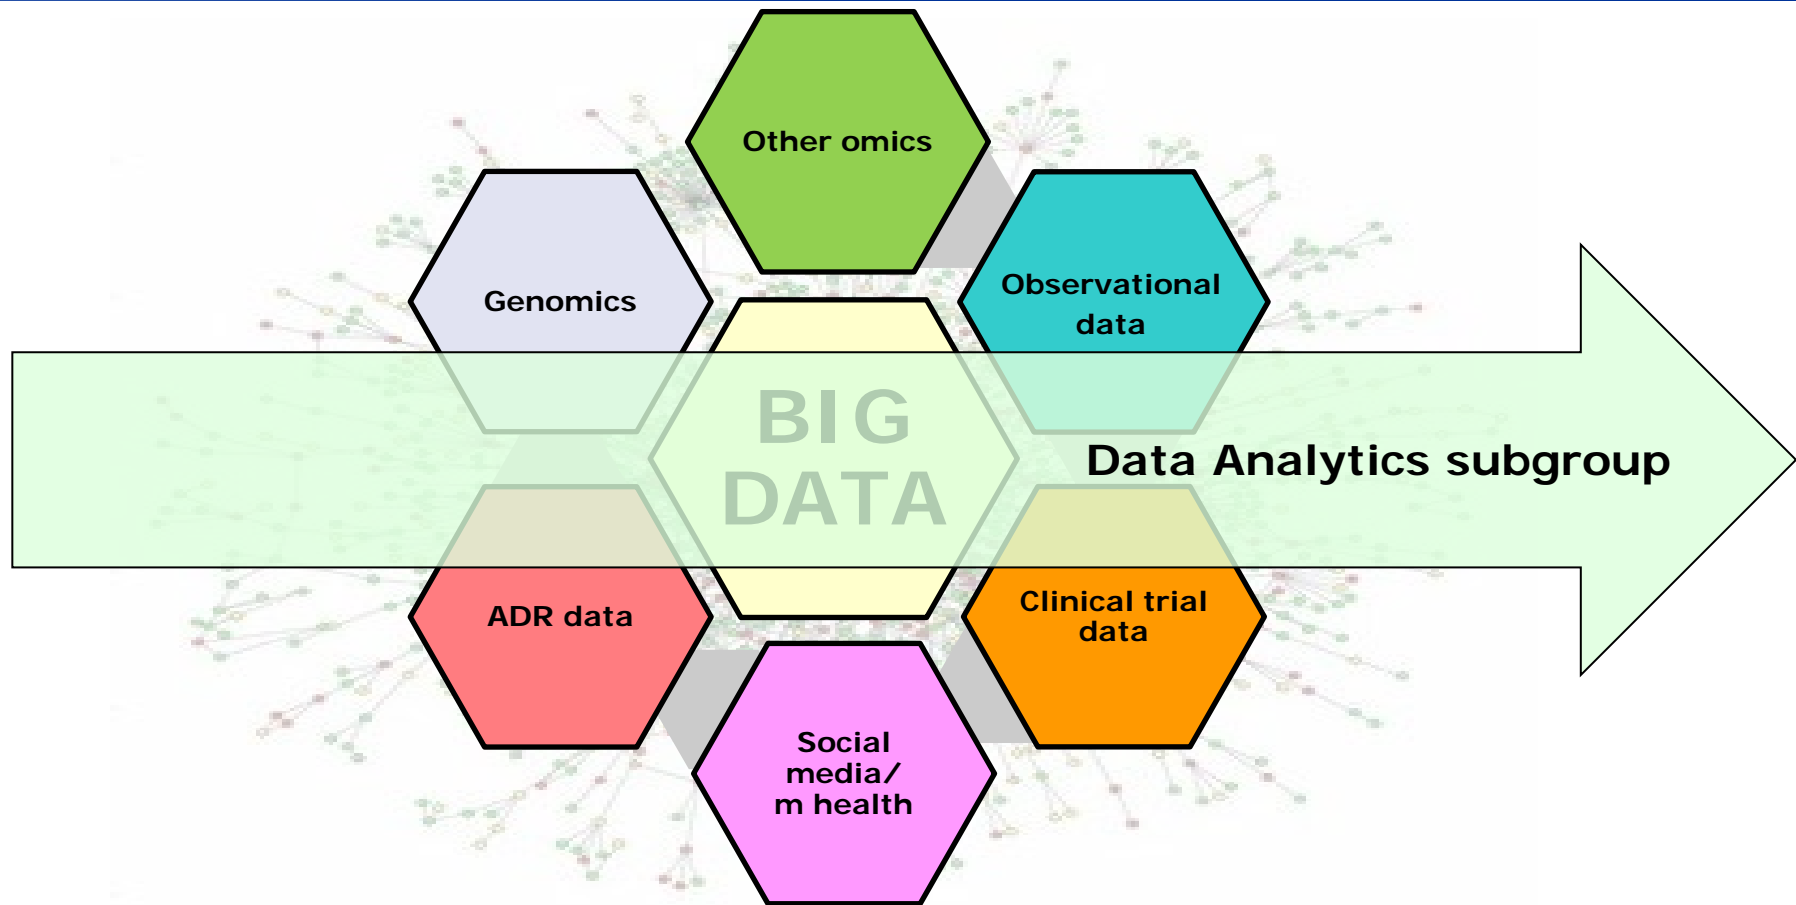 Other omics
Genomics
Observational
data
BIG
DATA
Data Analytics subgroup
ADR data
Clinical trial
data
Social
media/
m health